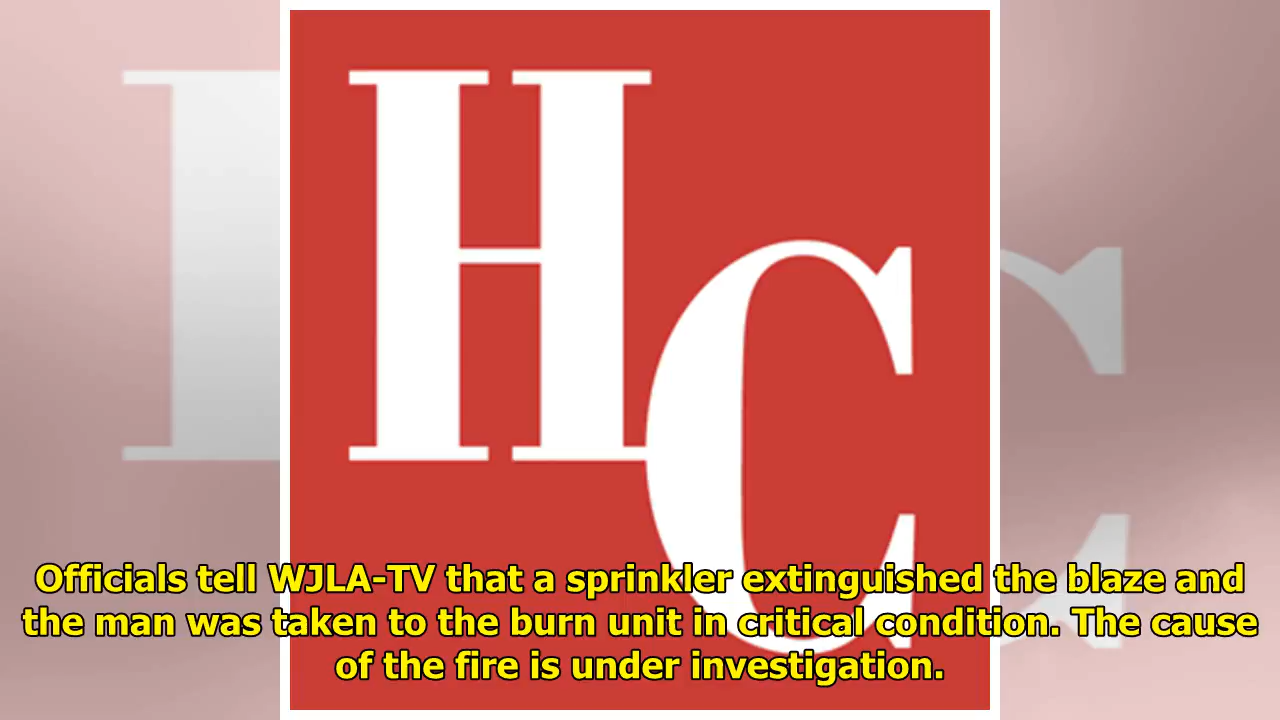 HC
Officials tell WJLA-TV that a sprinkler extinguished the blaze and
the man was taken to the burn unit in critical condition. The cause
of the fire is under investigation.